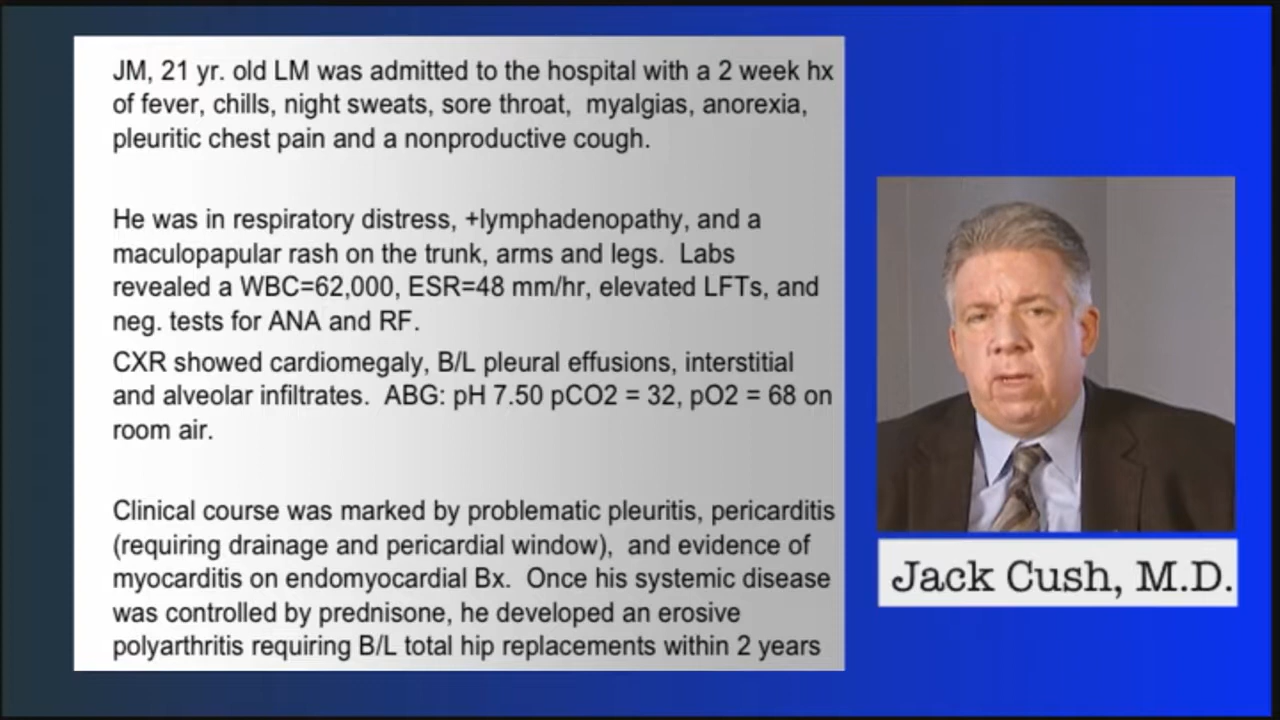 JM, 21 yr. old LM was admitted to the hospital with a 2 week hx
of fever, chills, night sweats, sore throat, myalgias, anorexia,
pleuritic chest pain and a nonproductive cough.
He was in respiratory distress, +lymphadenopathy, and a
maculopapular rash on the trunk, arms and legs. Labs
revealed a WBC=62,000, ESR=48 mm/hr, elevated LFTs, and
neg. tests for ANA and RF.
CXR showed cardiomegaly, B/L pleural effusions, interstitial
and alveolar infiltrates. ABG: pH 7.50 pCO2 = 32, pO2 = 68 on
room air.
Clinical course was marked by problematic pleuritis, pericarditis
(requiring drainage and pericardial window), and evidence of
myocarditis on endomyocardial Bx. Once his systemic disease
was controlled by prednisone, he developed an erosive
polyarthritis requiring B/L total hip replacements within 2 years
Jack Cush, M.D.